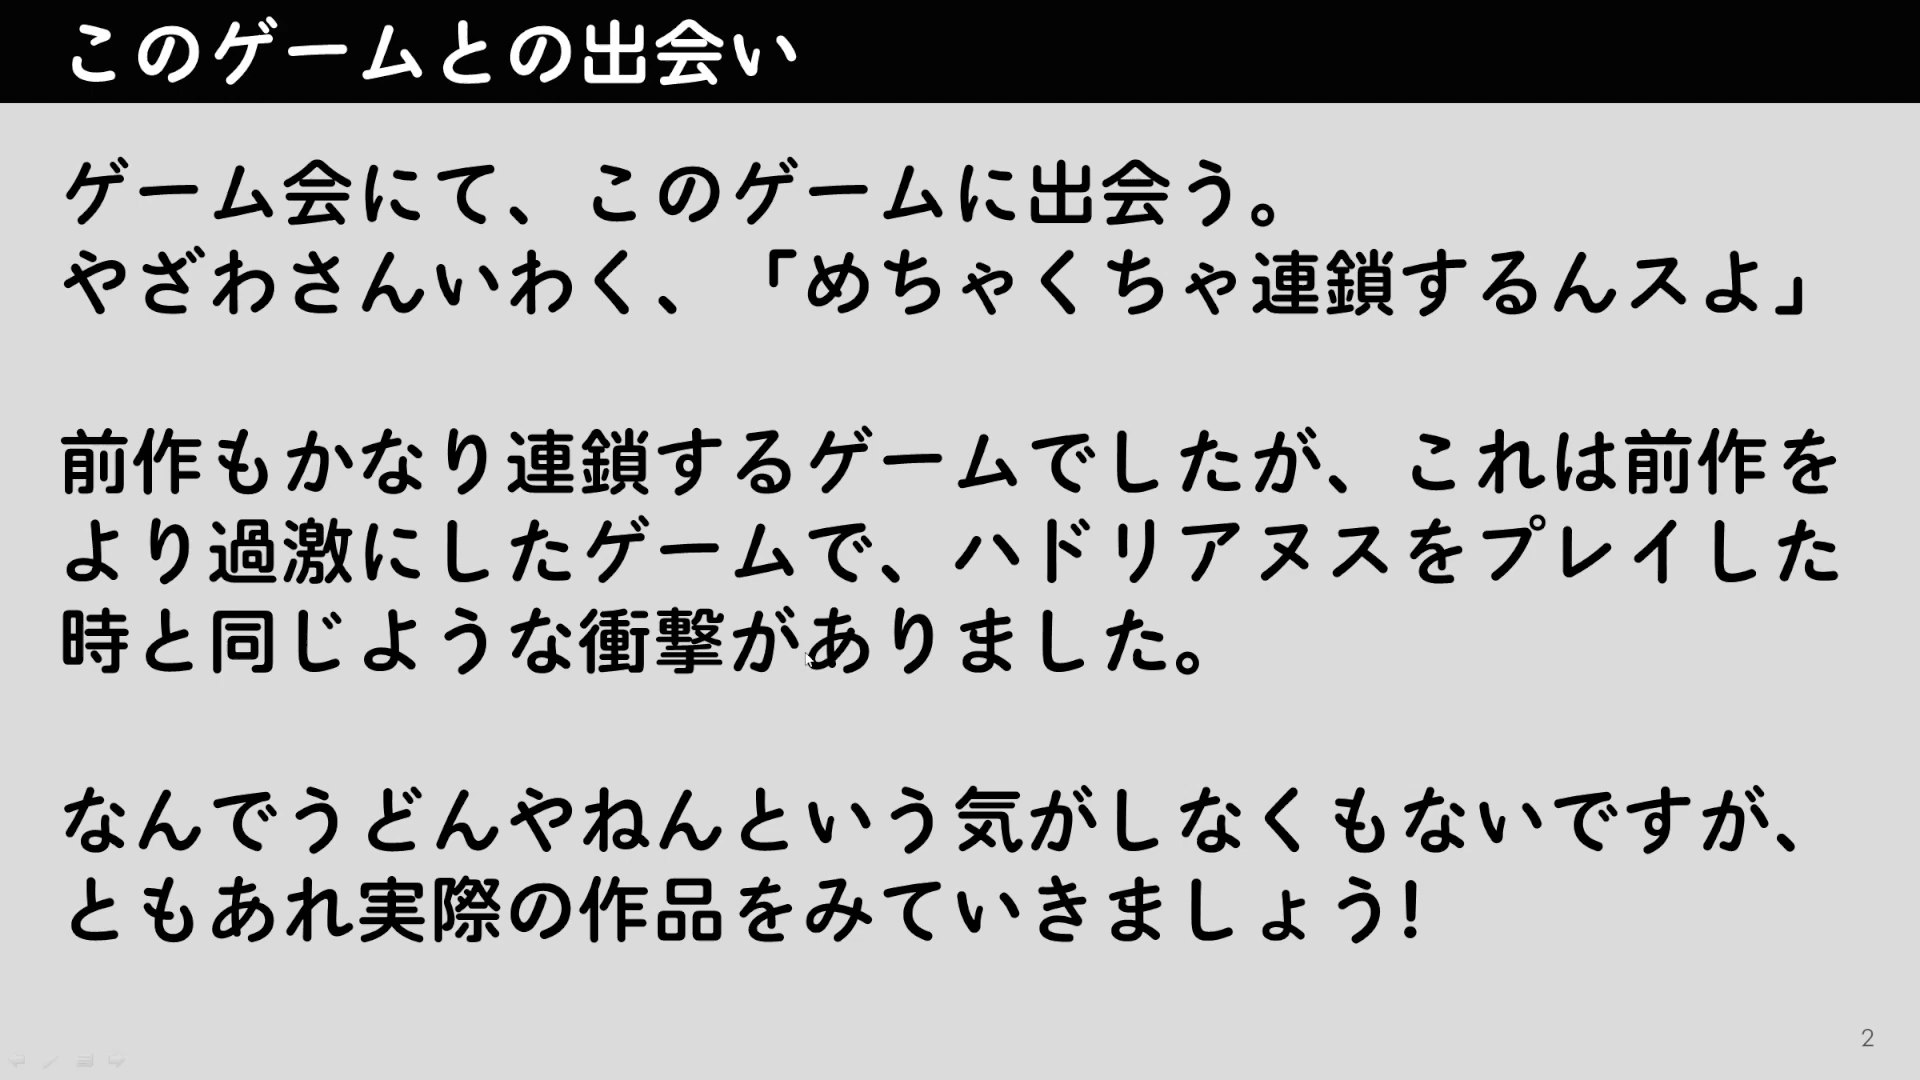 このゲームとの出会い
ゲーム会にて、このゲームに出会う。
やざわさんいわく、「めちゃくちゃ連鎖するんスよ」
前作もかなり連鎖するゲームでしたが、これは前作を
より過激にしたゲームで、ハドリアヌスをプレイした
時と同じような衝撃がありました。
なんでうどんやねんという気がしなくもないですが、
ともあれ実際の作品をみていきましょう!
2